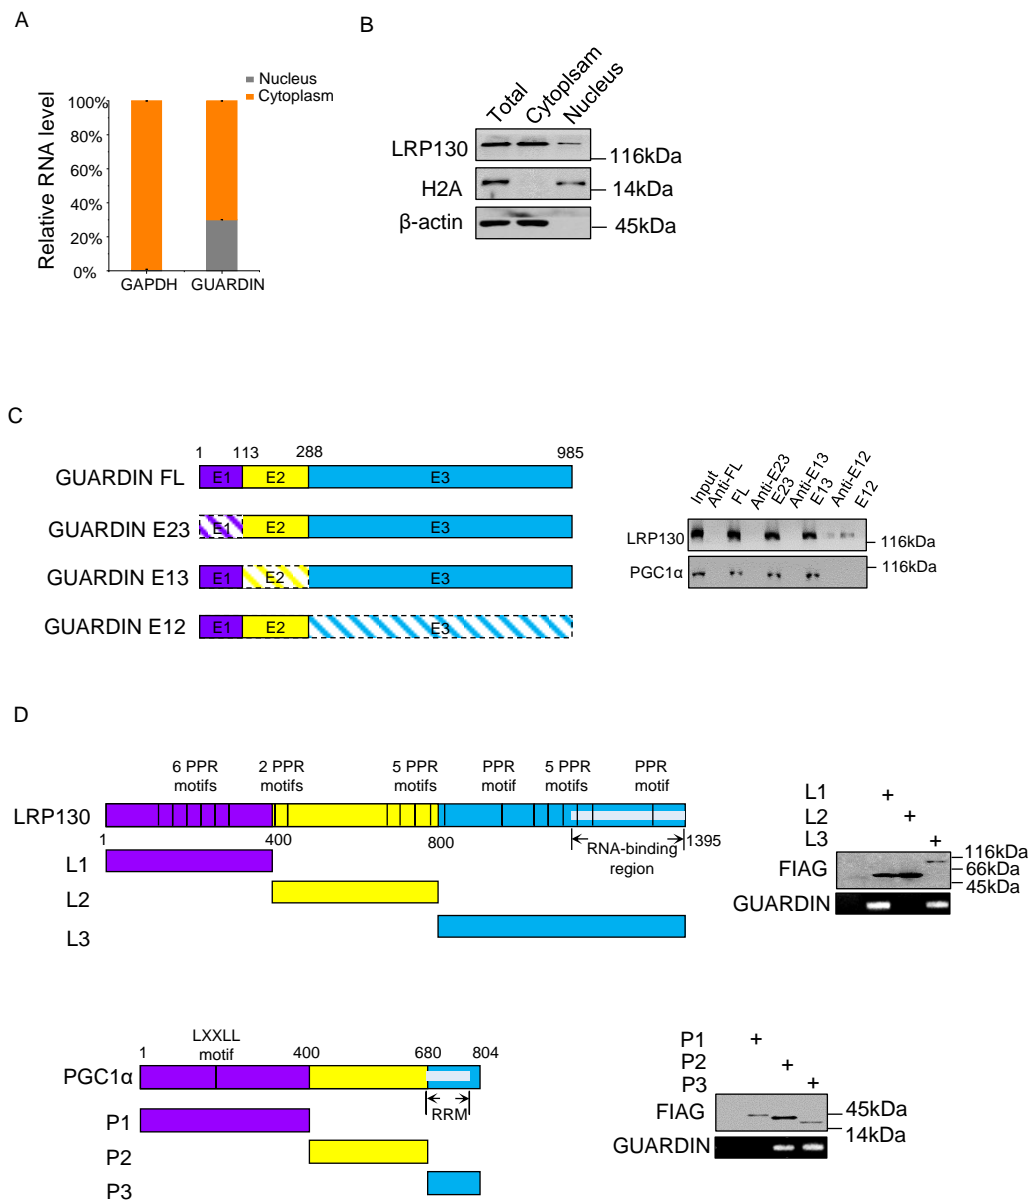 A
Nucleus
Cytoplasm
Relative RNA level
100%
80%
60%
40%
20%
0%
GAPDH GUARDIN
B
Total Cytoplsam Nucleus
LRP130 116kDa
H2A 14kDa
β-actin 45kDa
C
1 113 288 985
GUARDIN FL E1 E2 E3
GUARDIN E23 E1 E2 E3
GUARDIN E13 E1 E2 E3
GUARDIN E12 E1 E2 E3
Input Anti-FL FL Anti-E23 E23 Anti-E13 E13 Anti-E12 E12
LRP130 116kDa
PGC1α 116kDa
D
6 PPR motifs 2 PPR motifs 5 PPR motifs PPR motif 5 PPR motifs PPR motif
LRP130
1 400 800 1395
RNA-binding region
L1
L2
L3
L1 +
L2 +
L3 +
FIAG 116kDa
66kDa
45kDa
GUARDIN
LXXLL motif
1 400 680 804
PGC1α
RRM
P1
P2
P3
P1 +
P2 +
P3 +
FIAG 45kDa
14kDa
GUARDIN